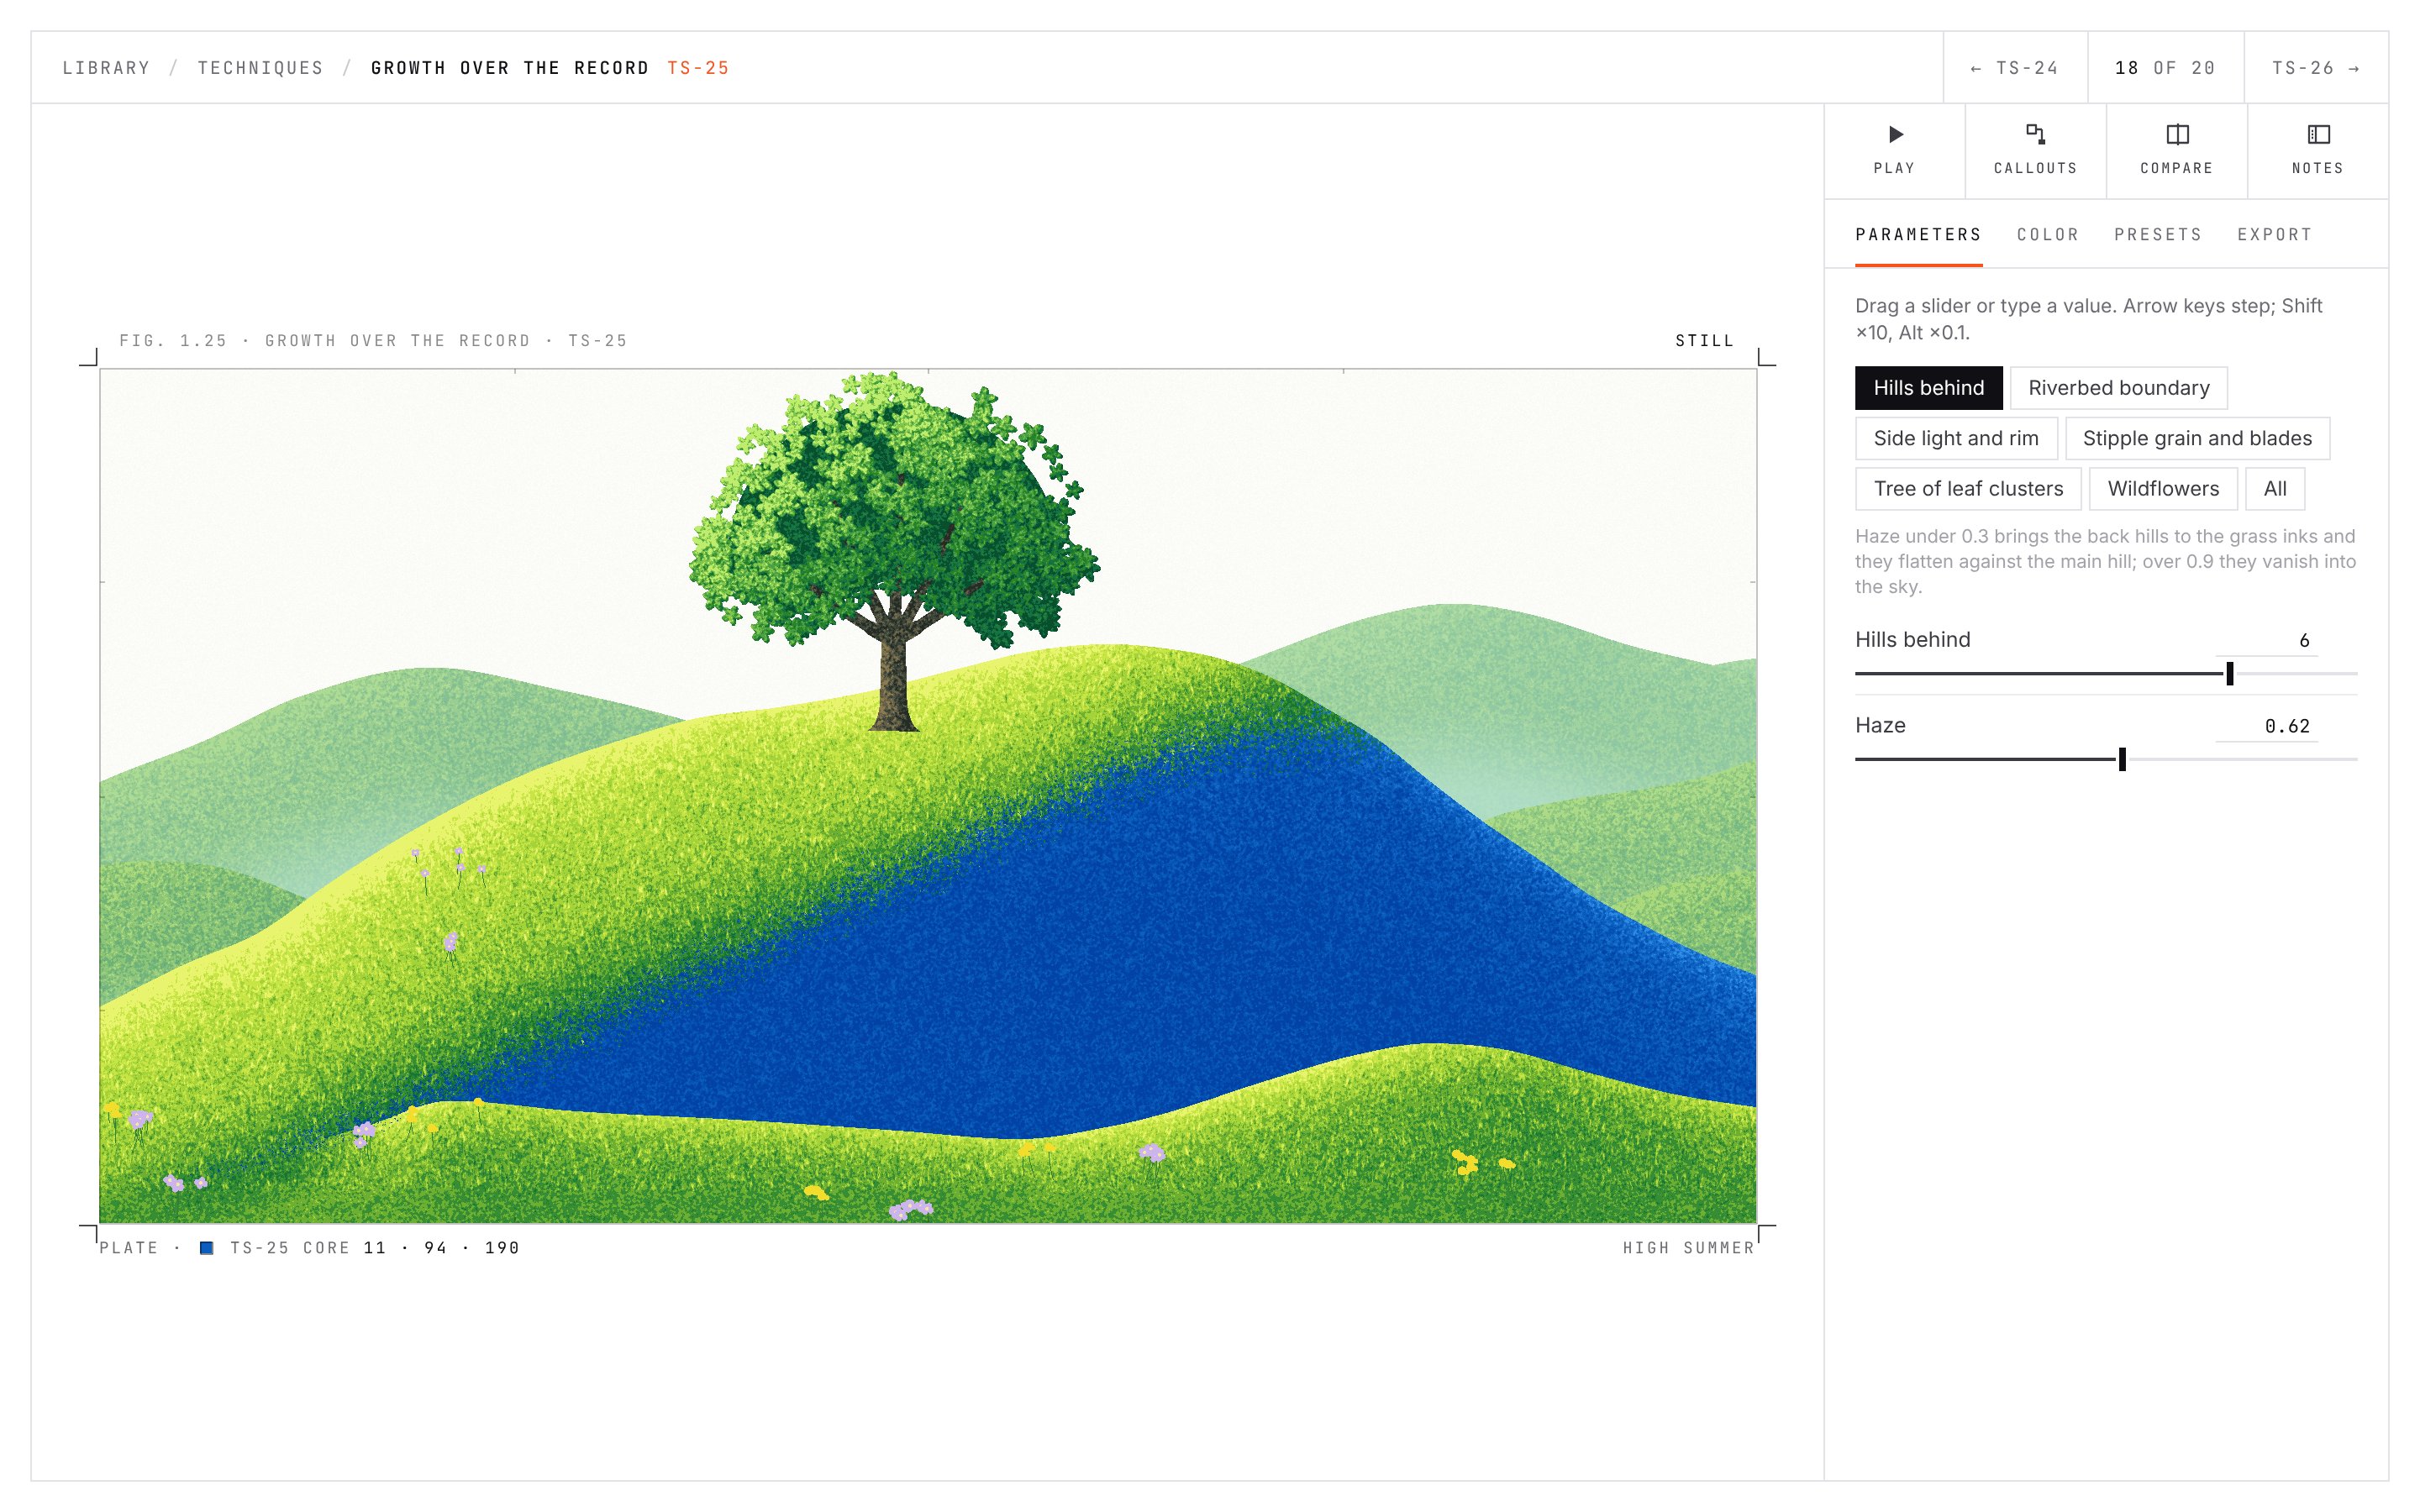 LIBRARY / TECHNIQUES / GROWTH OVER THE RECORD TS-25
← TS-24
18 OF 20
TS-26 →
PLAY
CALLOUTS
COMPARE
NOTES
PARAMETERS
COLOR
PRESETS
EXPORT
Drag a slider or type a value. Arrow keys step; Shift
×10, Alt ×0.1.
Hills behind
Riverbed boundary
Side light and rim
Stipple grain and blades
Tree of leaf clusters
Wildflowers
All
Haze under 0.3 brings the back hills to the grass inks and
they flatten against the main hill; over 0.9 they vanish into
the sky.
Hills behind 6
Haze 0.62
FIG. 1.25 · GROWTH OVER THE RECORD · TS-25
STILL
PLATE · TS-25 CORE 11 · 94 · 190
HIGH SUMMER